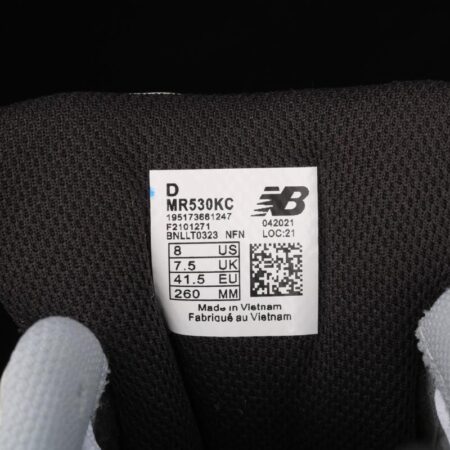 D
MR530KC
195173661247
F2101271
BNLLT0323 NFN
NB
042021
LOC:21
8 US
7.5 UK
41.5 EU
260 MM
Made in Vietnam
Fabriqué au Vietnam